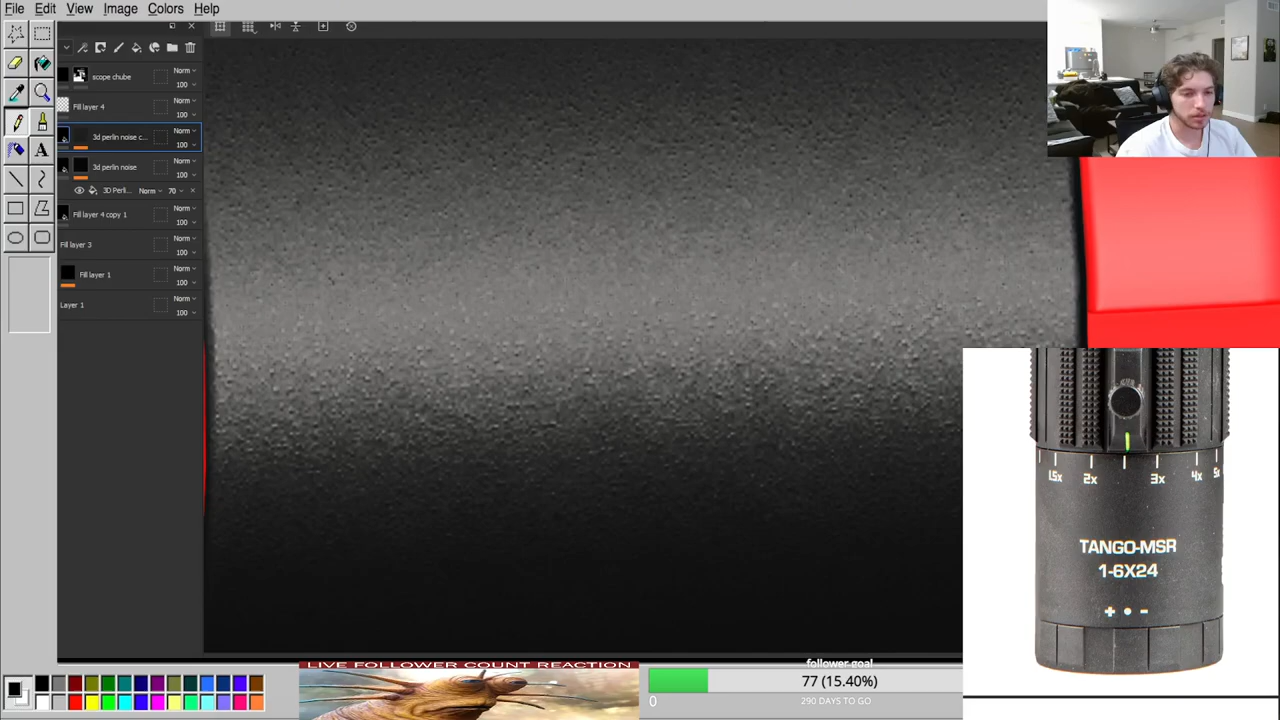 File Edit View Image Colors Help
scope chube Norm 100
Fill layer 4 Norm 100
3d perlin noise c... Norm 100
3d perlin noise Norm 100
3D Perli... Norm 70
Fill layer 4 copy 1 Norm 100
Fill layer 3 Norm 100
Fill layer 1 Norm 100
Layer 1 Norm 100
A
1.5x 2x 3x 4x 5x
TANGO-MSR
1-6X24
+ • -
LIVE FOLLOWER COUNT REACTION
follower goal
77 (15.40%)
0
290 DAYS TO GO